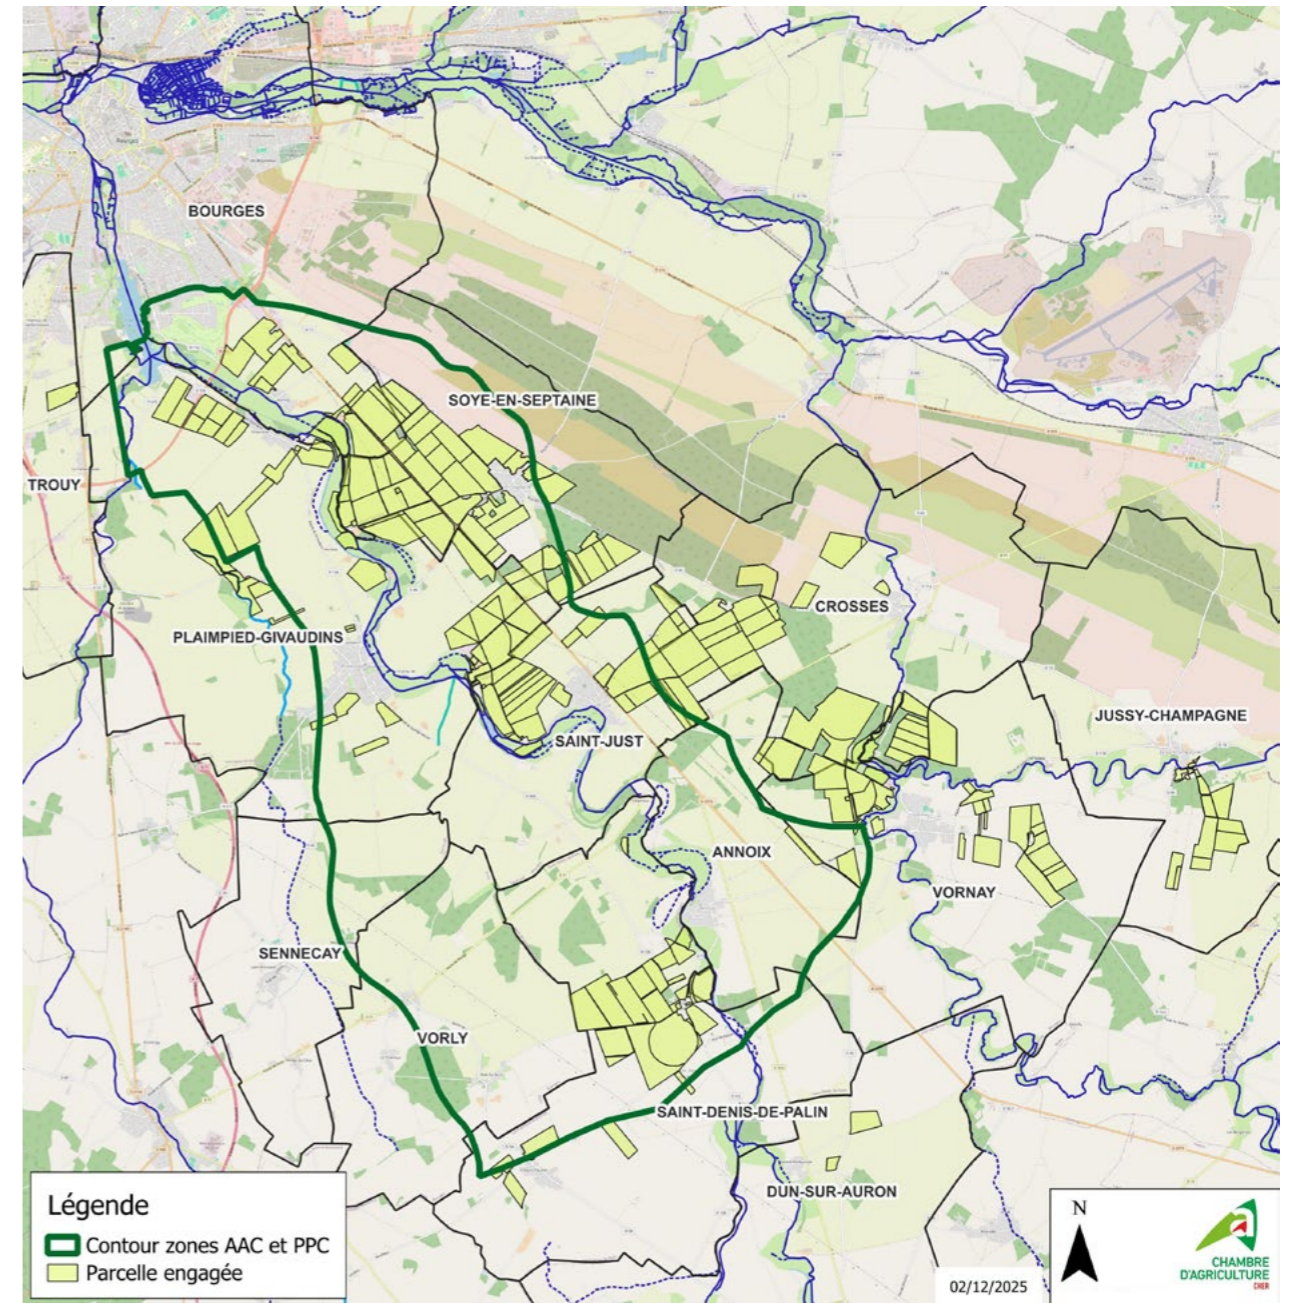 BOURGES
SOYE-EN-SEPTAINE
TROUY
CROSSES
PLAIMPIED-GIVAUDINS
JUSSY-CHAMPAGNE
SAINT-JUST
ANNOIX
VORNAY
SENNECAY
VORLY
SAINT-DENIS-DE-PALIN
DUN-SUR-AURON
Légende
Contour zones AAC et PPC
Parcelle engagée
02/12/2025
N
CHAMBRE
D'AGRICULTURE
CHER